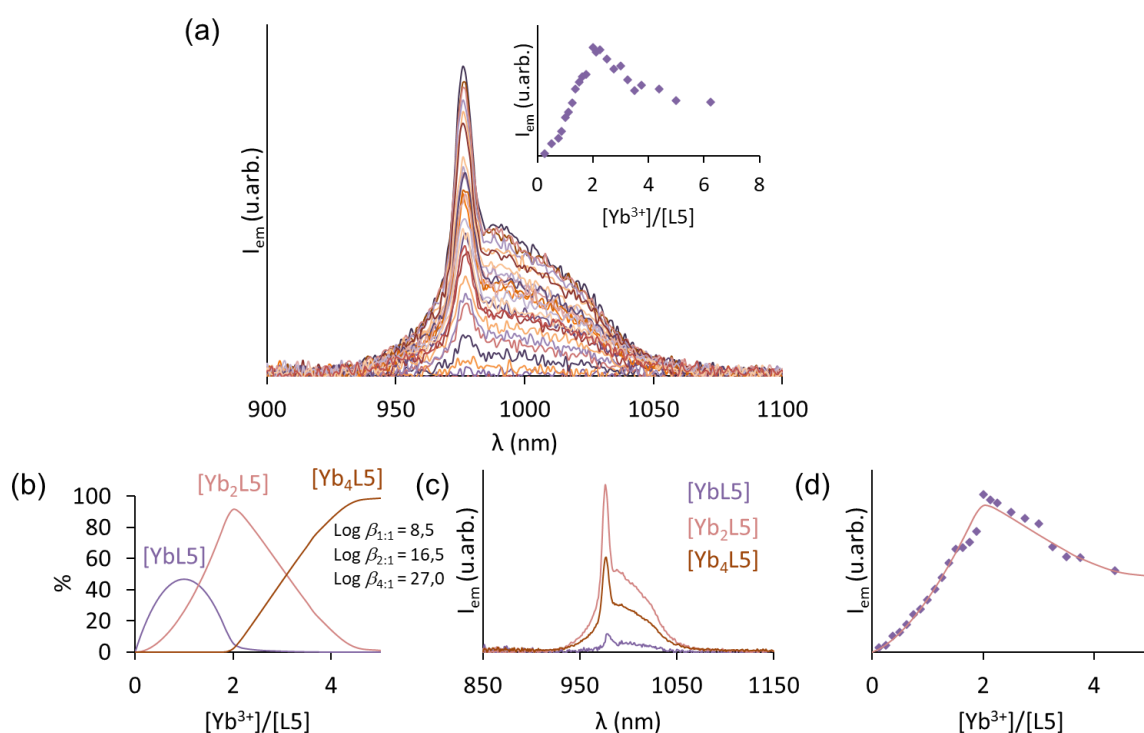 (a)
I_em (u.arb.)
900 950 1000 1050 1100
λ (nm)
I_em (u.arb.)
0 2 4 6 8
[Yb³⁺]/[L5]
(b)
[YbL5]
[Yb₂L5]
[Yb₄L5]
Log β₁:₁ = 8,5
Log β₂:₁ = 16,5
Log β₄:₁ = 27,0
%
100
80
60
40
20
0
0 2 4
[Yb³⁺]/[L5]
(c)
[YbL5]
[Yb₂L5]
[Yb₄L5]
I_em (u.arb.)
850 950 1050 1150
λ (nm)
(d)
I_em (u.arb.)
0 2 4
[Yb³⁺]/[L5]